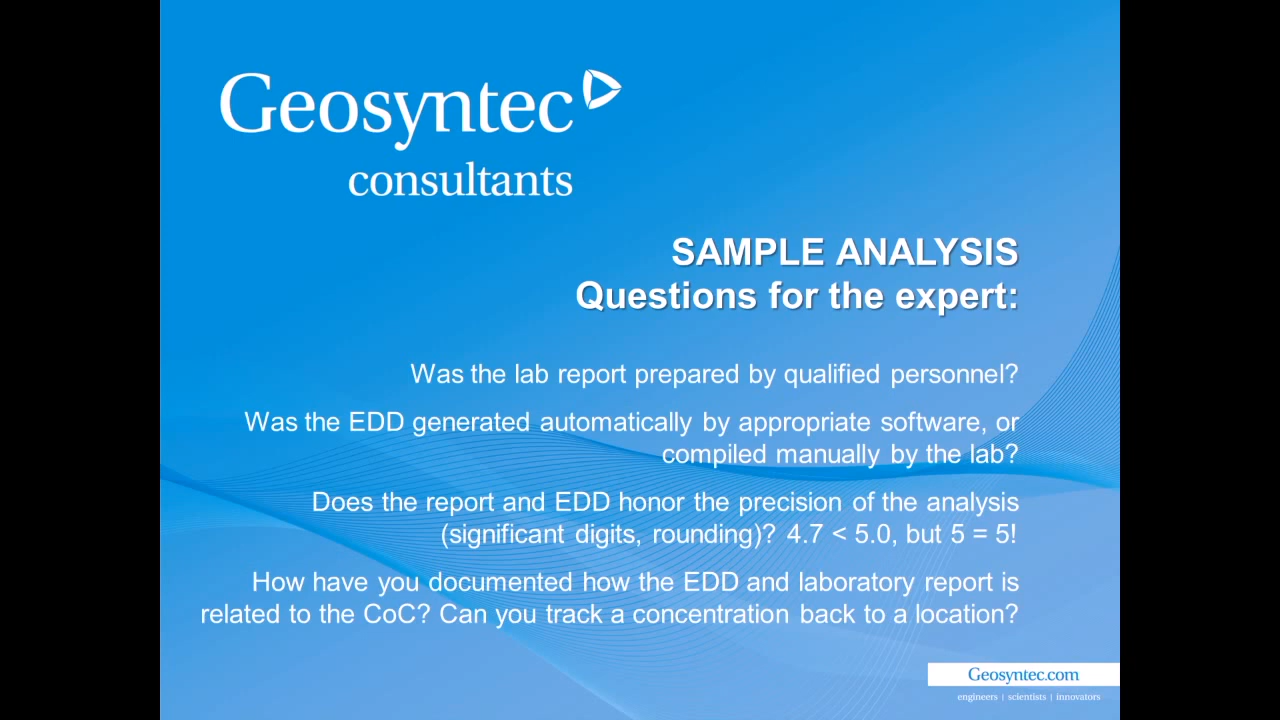 Geosyntec
consultants
SAMPLE ANALYSIS
Questions for the expert:
Was the lab report prepared by qualified personnel?
Was the EDD generated automatically by appropriate software, or
compiled manually by the lab?
Does the report and EDD honor the precision of the analysis
(significant digits, rounding)? 4.7 < 5.0, but 5 = 5!
How have you documented how the EDD and laboratory report is
related to the CoC? Can you track a concentration back to a location?
Geosyntec.com
engineers | scientists | innovators